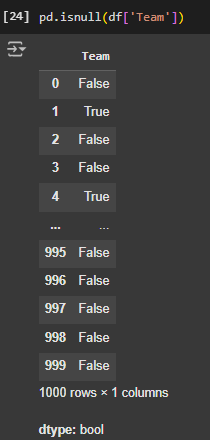 [24] pd.isnull(df['Team'])
Team
0 False
1 True
2 False
3 False
4 True
... ...
995 False
996 False
997 False
998 False
999 False
1000 rows × 1 columns
dtype: bool